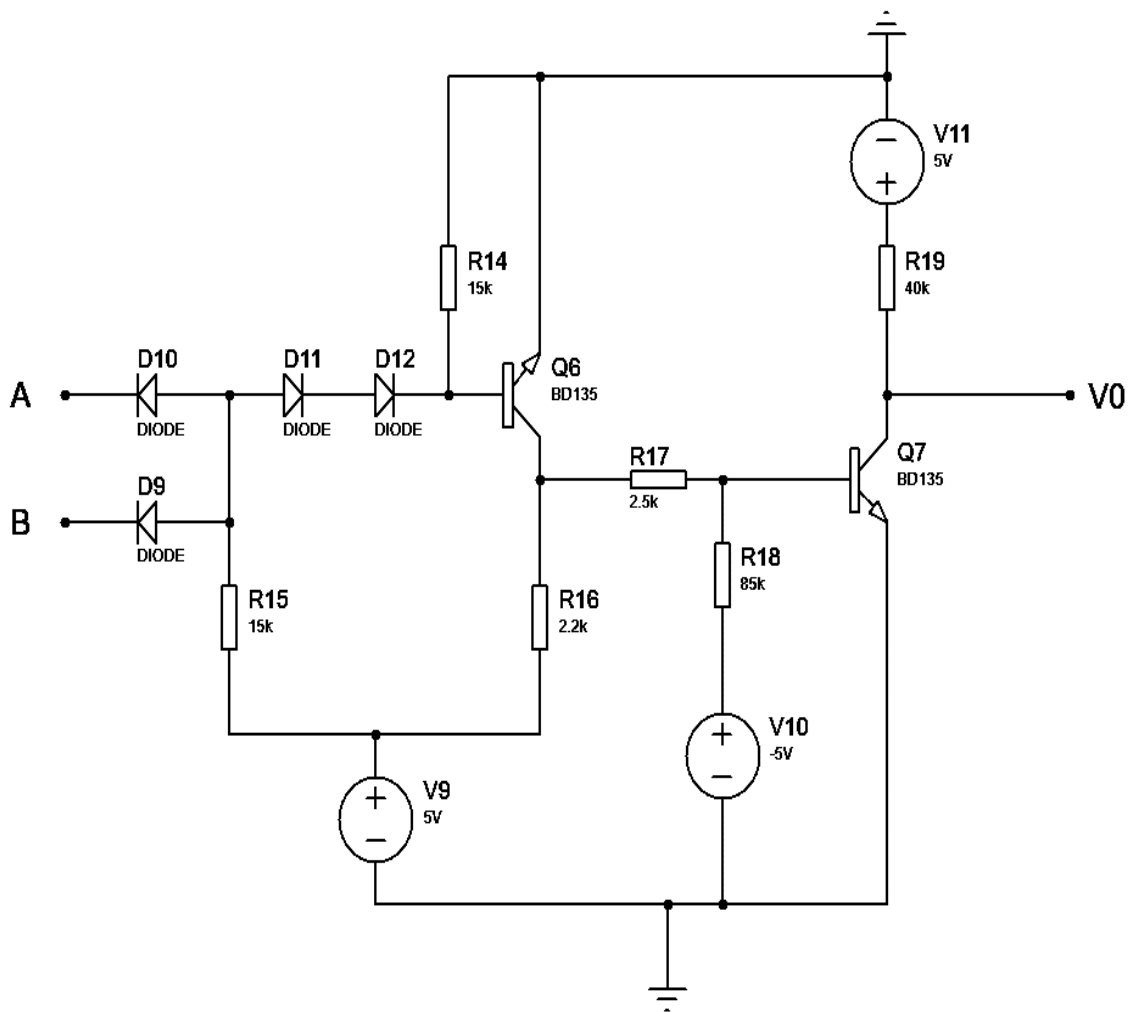 V11
5V
R14
15k
R19
40k
D10
DIODE
D11
DIODE
D12
DIODE
Q6
BD135
A
V0
D9
DIODE
B
R17
2.5k
Q7
BD135
R18
85k
R15
15k
R16
2.2k
V10
-5V
V9
5V